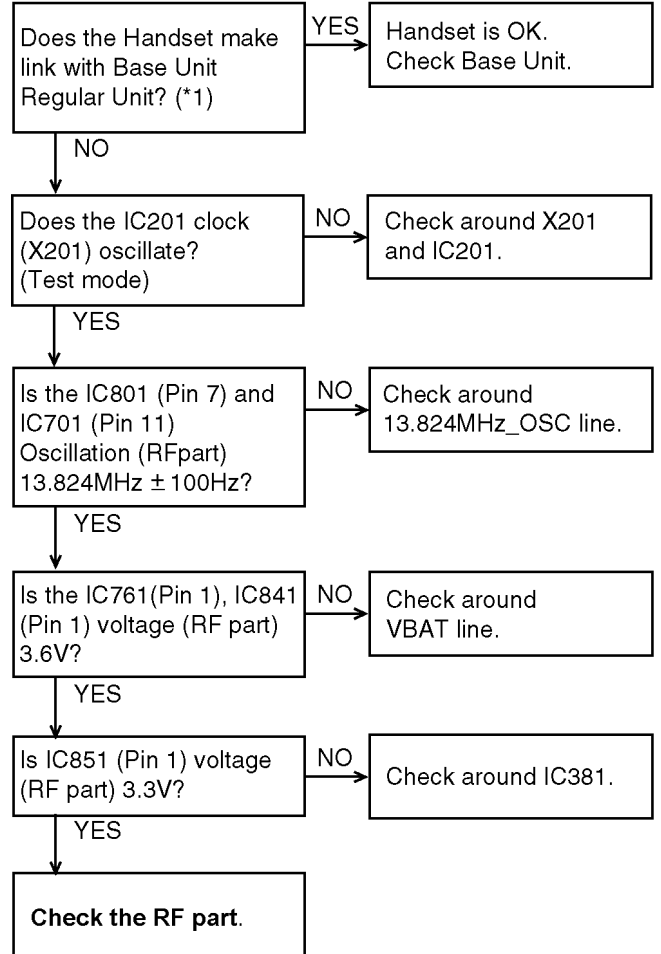 Does the Handset make
link with Base Unit
Regular Unit? (*1)
YES
Handset is OK.
Check Base Unit.
NO
Does the IC201 clock
(X201) oscillate?
(Test mode)
NO
Check around X201
and IC201.
YES
Is the IC801 (Pin 7) and
IC701 (Pin 11)
Oscillation (RFpart)
13.824MHz ± 100Hz?
NO
Check around
13.824MHz_OSC line.
YES
Is the IC761(Pin 1), IC841
(Pin 1) voltage (RF part)
3.6V?
NO
Check around
VBAT line.
YES
Is IC851 (Pin 1) voltage
(RF part) 3.3V?
NO
Check around IC381.
YES
Check the RF part.